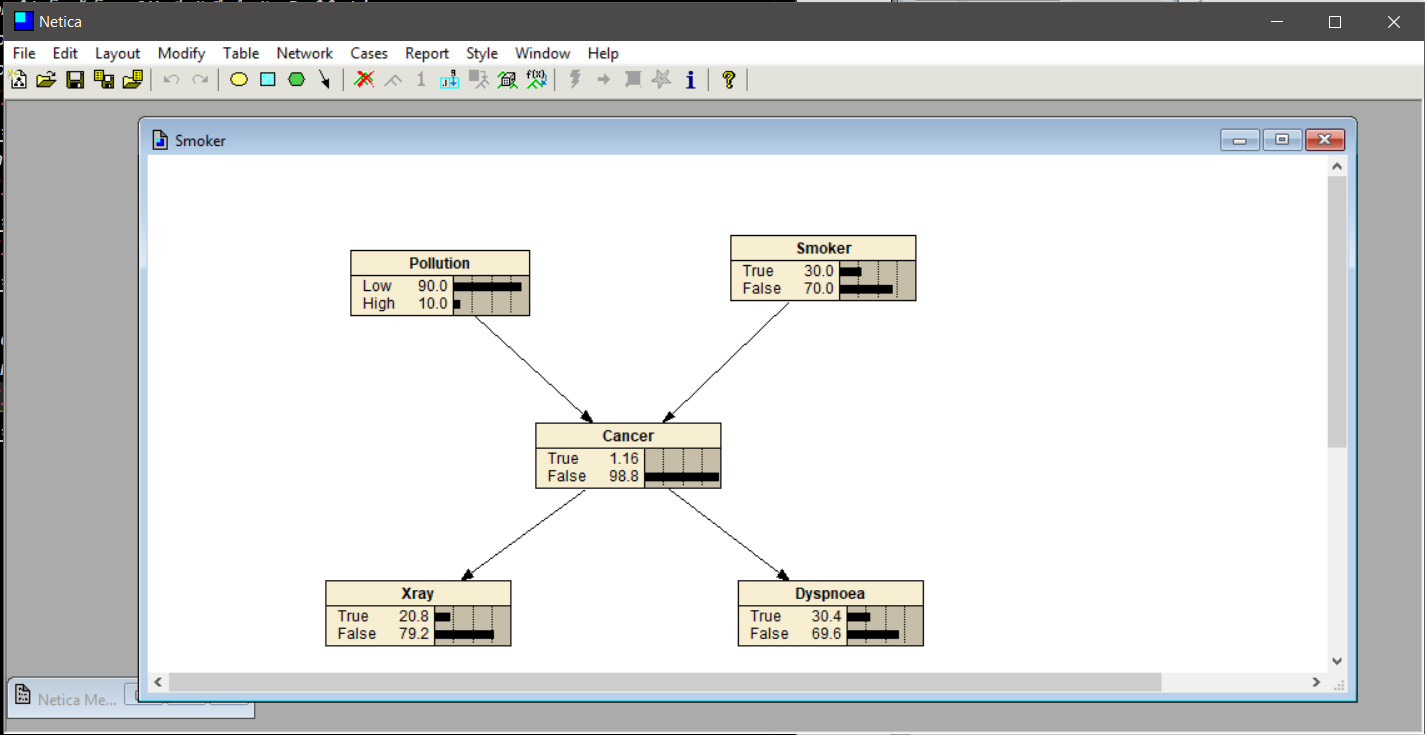 Netica
File Edit Layout Modify Table Network Cases Report Style Window Help
1 f(x) i ?
Smoker
Pollution
Low 90.0
High 10.0
Smoker
True 30.0
False 70.0
Cancer
True 1.16
False 98.8
Xray
True 20.8
False 79.2
Dyspnoea
True 30.4
False 69.6
Netica Me...